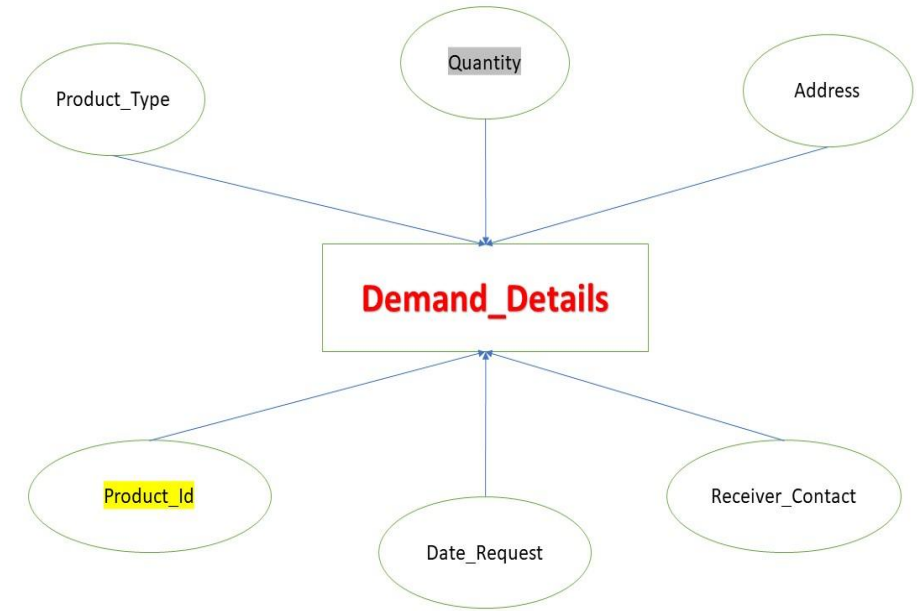 Quantity
Address
Product_Type
Demand_Details
Product_Id
Receiver_Contact
Date_Request